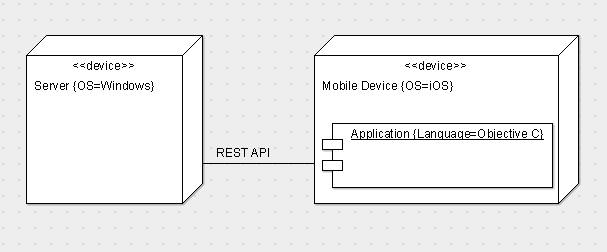 <<device>>
Server {OS=Windows}
<<device>>
Mobile Device {OS=iOS}
Application {Language=Objective C}
REST API